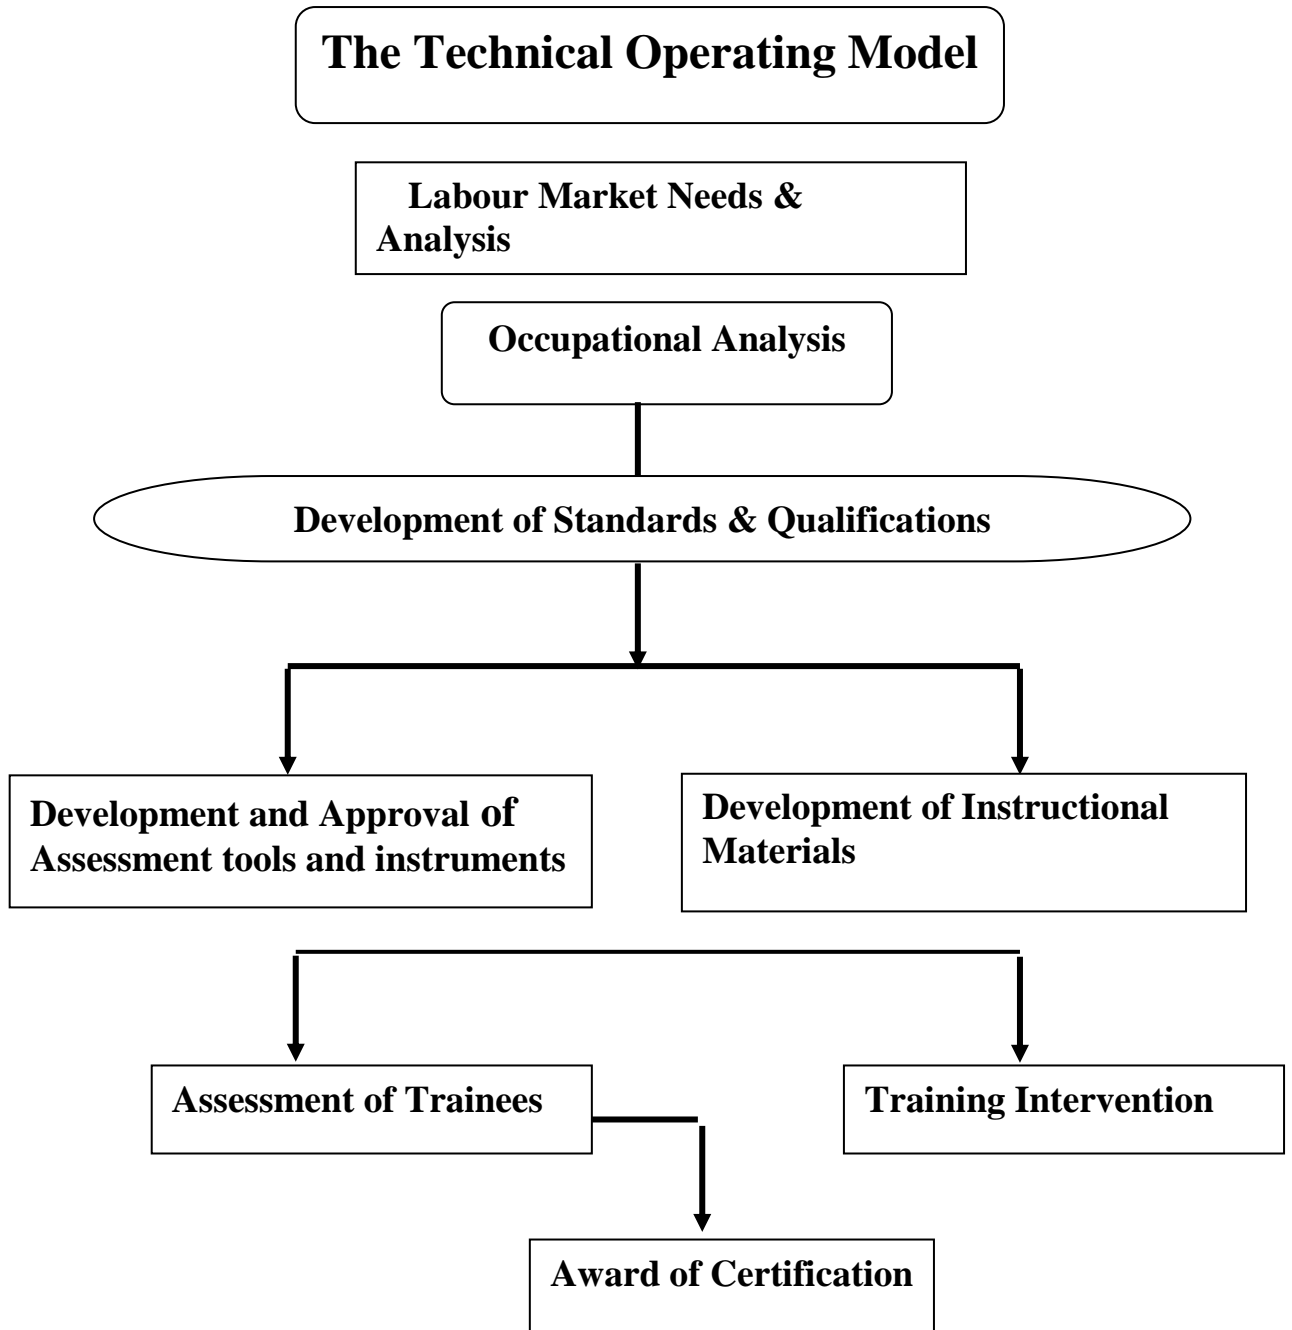 The Technical Operating Model
Labour Market Needs &
Analysis
Occupational Analysis
Development of Standards & Qualifications
Development and Approval of
Assessment tools and instruments
Development of Instructional
Materials
Assessment of Trainees
Training Intervention
Award of Certification